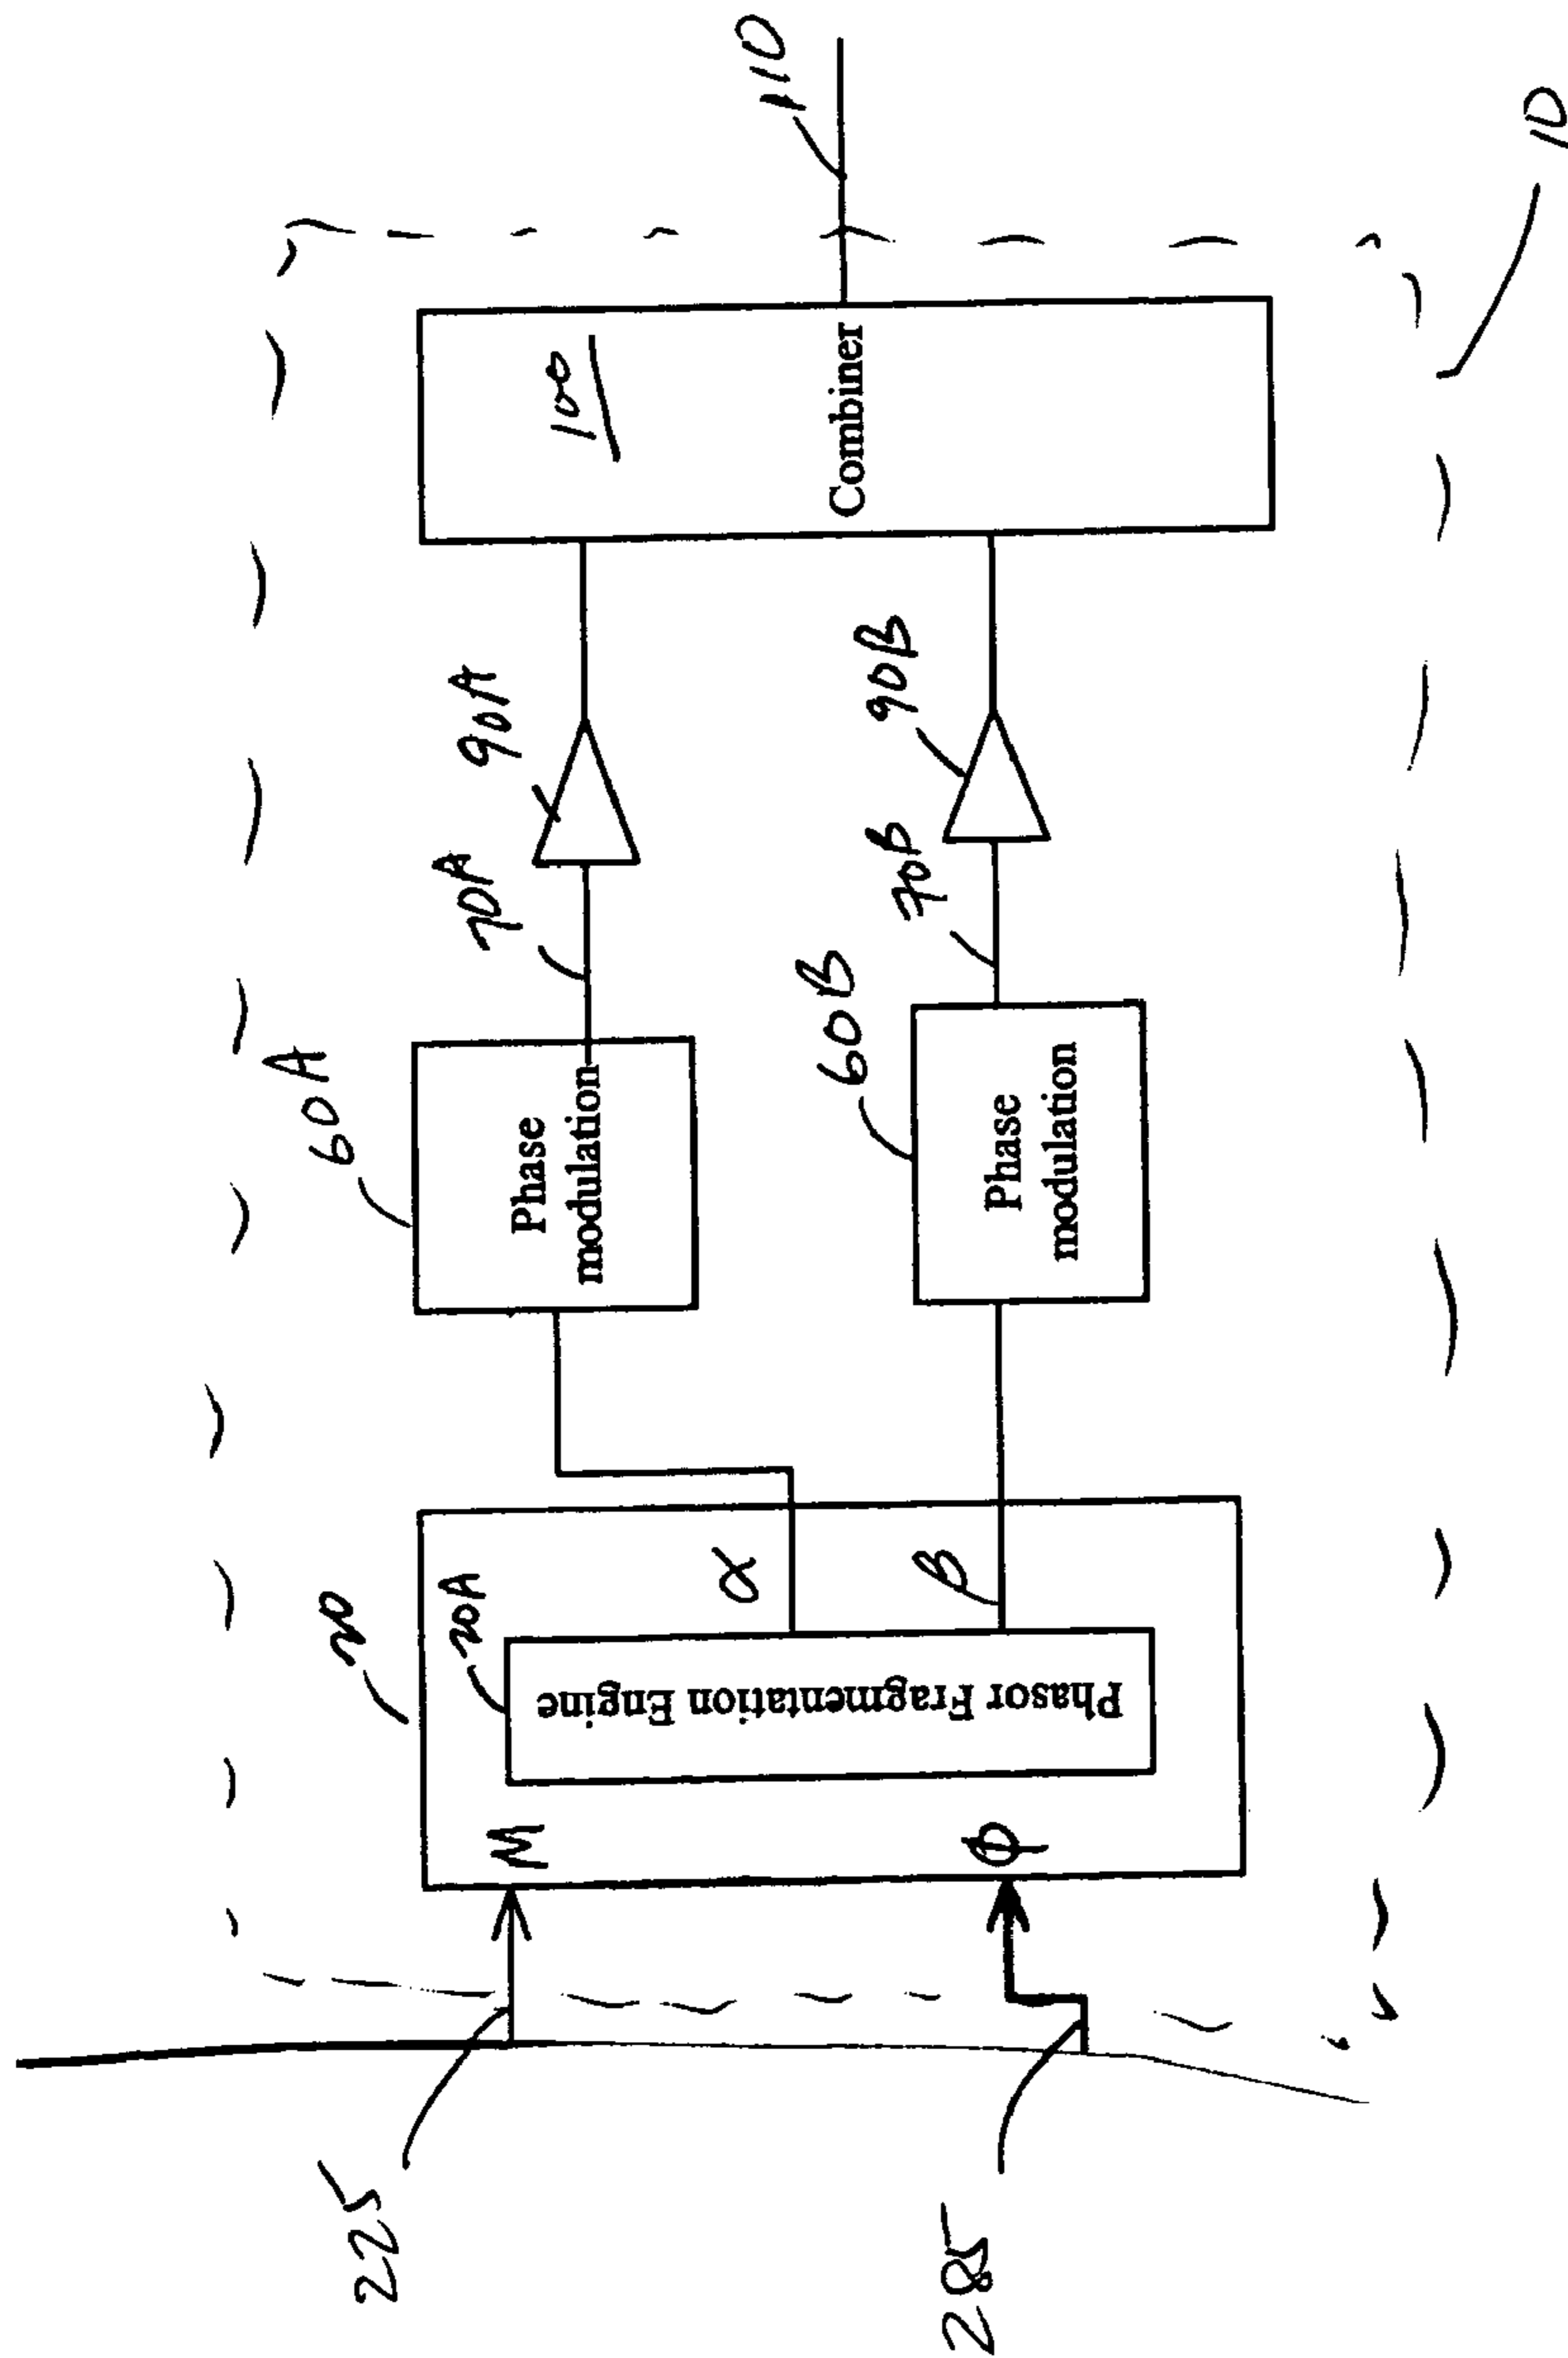 225
285
M
Φ
20
20A
Phasor Fragmentation Engine
α
β
60A
Phase
modulation
60B
Phase
modulation
70A
70B
90A
90B
100
Combiner
110
10